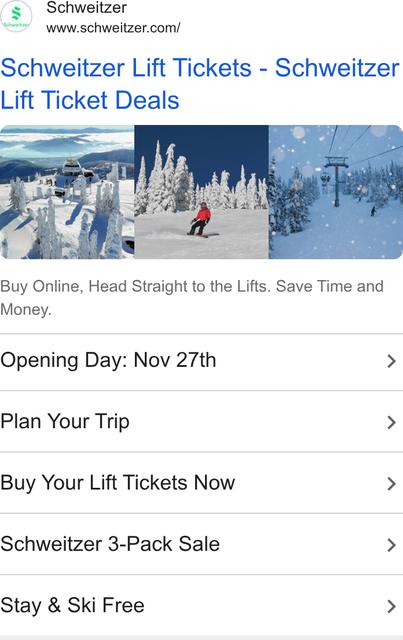 Schweitzer
Schweitzer
www.schweitzer.com/
Schweitzer Lift Tickets - Schweitzer
Lift Ticket Deals
Buy Online, Head Straight to the Lifts. Save Time and
Money.
Opening Day: Nov 27th
Plan Your Trip
Buy Your Lift Tickets Now
Schweitzer 3-Pack Sale
Stay & Ski Free